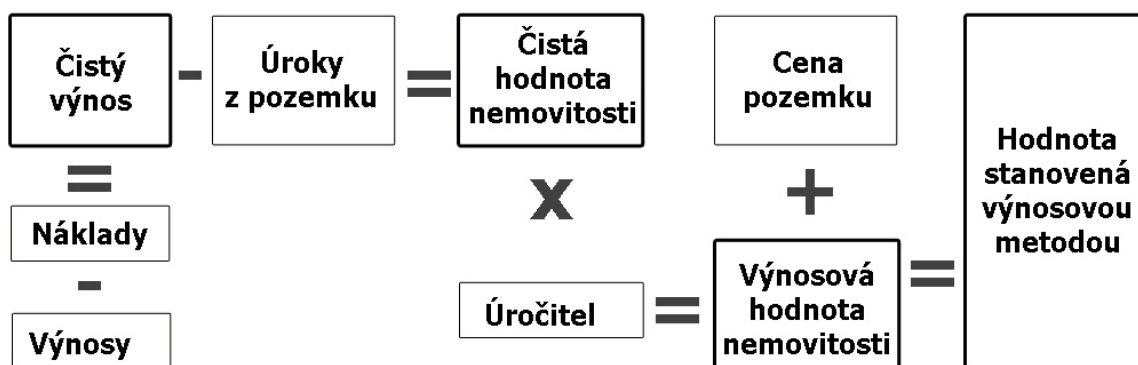 Čistý
výnos
-
Úroky
z pozemku
=
Čistá
hodnota
nemovitosti
Cena
pozemku
Hodnota
stanovená
výnosovou
metodou
=
x
+
Náklady
-
Výnosy
Úročitel
=
Výnosová
hodnota
nemovitosti
=